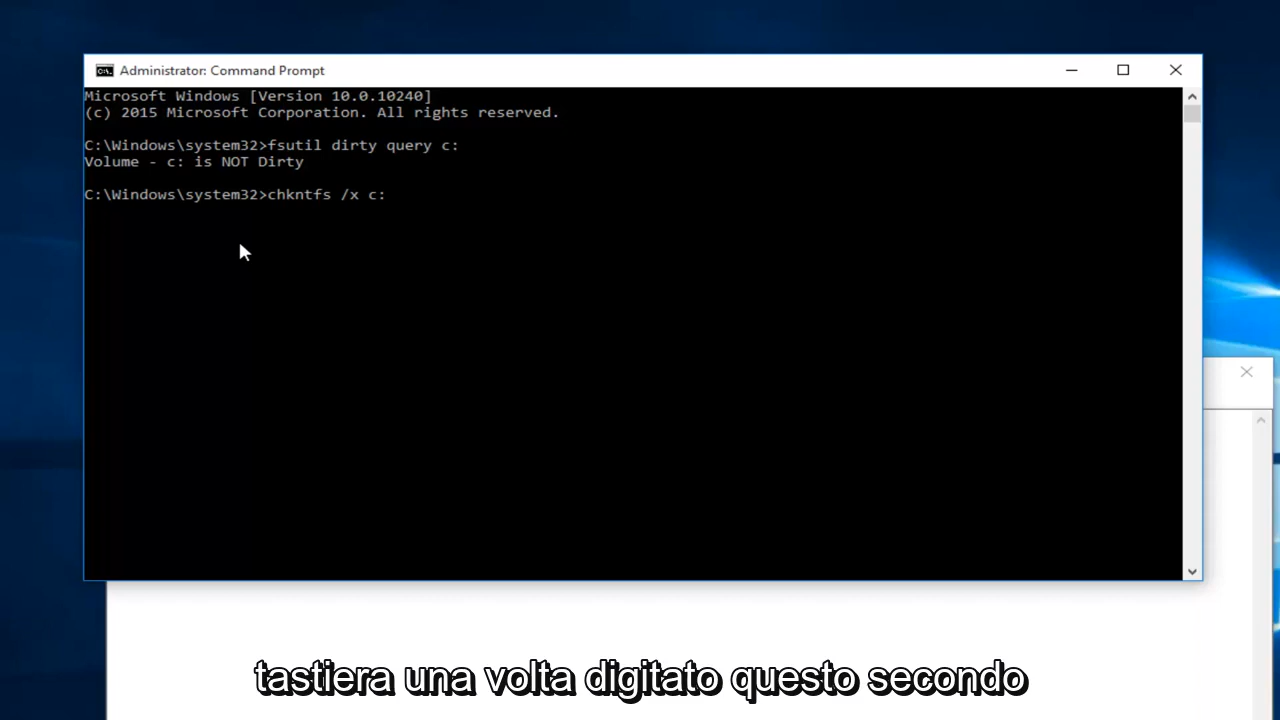 Administrator: Command Prompt
Microsoft Windows [Version 10.0.10240]
(c) 2015 Microsoft Corporation. All rights reserved.
C:\Windows\system32>fsutil dirty query c:
Volume - c: is NOT Dirty
C:\Windows\system32>chkntfs /x c:
tastiera una volta digitato questo secondo